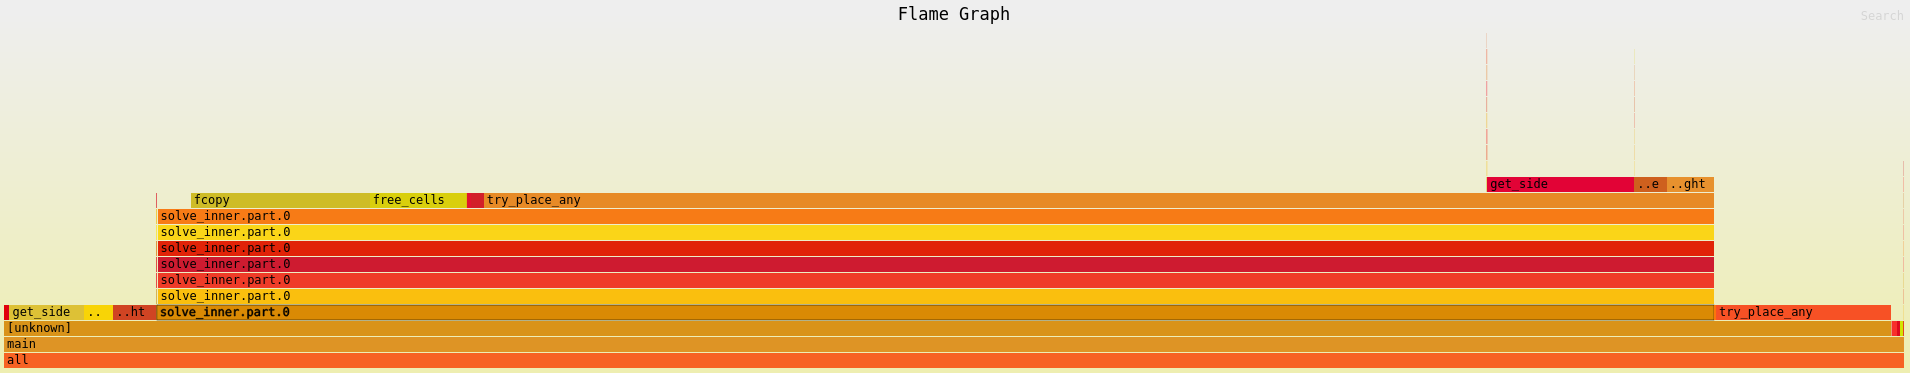 Flame Graph
Search
get_side ..e ..ght
fcopy free_cells try_place_any
solve_inner.part.0
solve_inner.part.0
solve_inner.part.0
solve_inner.part.0
solve_inner.part.0
solve_inner.part.0
get_side .. ..ht solve_inner.part.0 try_place_any
[unknown]
main
all